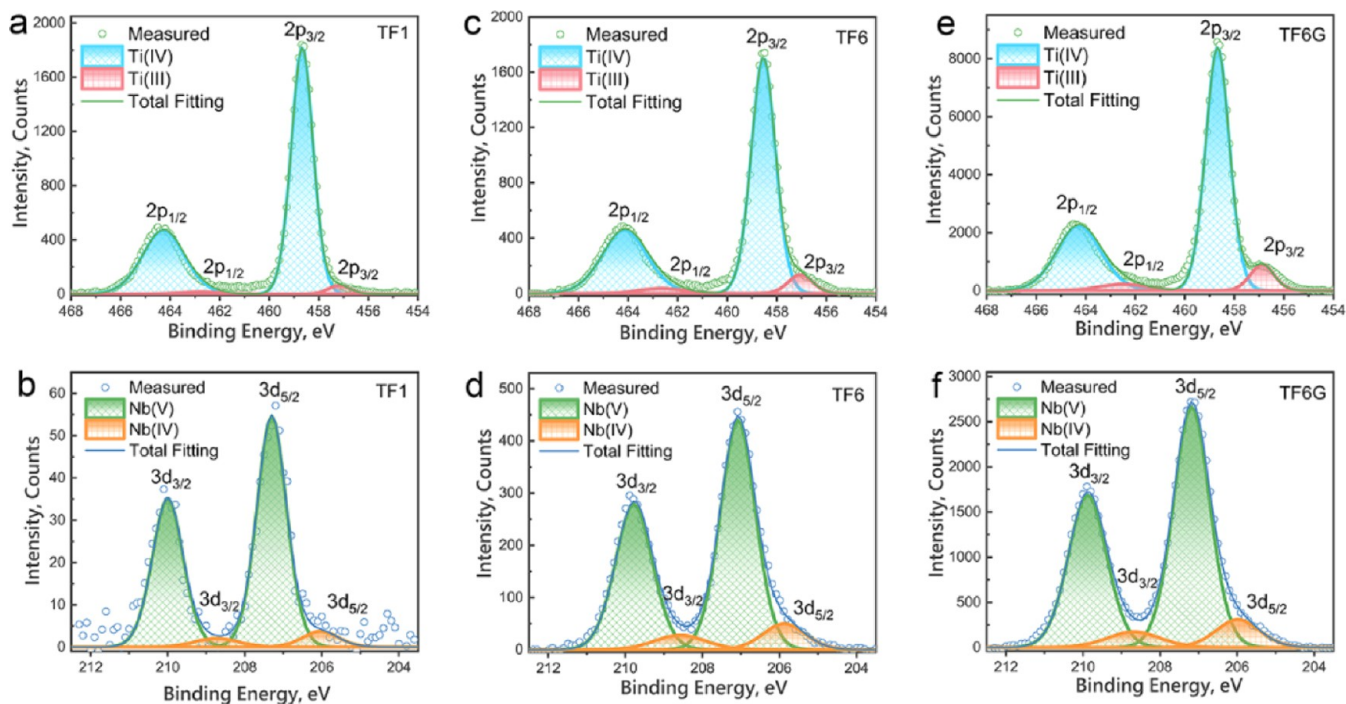 a
TF1
Measured
Ti(IV)
Ti(III)
Total Fitting
2p3/2
2p1/2
2p1/2
2p3/2
Intensity, Counts
2000
1600
1200
800
400
0
468 466 464 462 460 458 456 454
Binding Energy, eV
c
TF6
Measured
Ti(IV)
Ti(III)
Total Fitting
2p3/2
2p1/2
2p1/2
2p3/2
Intensity, Counts
2000
1600
1200
800
400
0
468 466 464 462 460 458 456 454
Binding Energy, eV
e
TF6G
Measured
Ti(IV)
Ti(III)
Total Fitting
2p3/2
2p1/2
2p1/2
2p3/2
Intensity, Counts
8000
6000
4000
2000
0
468 466 464 462 460 458 456 454
Binding Energy, eV
b
TF1
Measured
Nb(V)
Nb(IV)
Total Fitting
3d5/2
3d3/2
3d3/2
3d5/2
Intensity, Counts
60
50
40
30
20
10
0
212 210 208 206 204
Binding Energy, eV
d
TF6
Measured
Nb(V)
Nb(IV)
Total Fitting
3d5/2
3d3/2
3d3/2
3d5/2
Intensity, Counts
500
400
300
200
100
0
212 210 208 206 204
Binding Energy, eV
f
TF6G
Measured
Nb(V)
Nb(IV)
Total Fitting
3d5/2
3d3/2
3d3/2
3d5/2
Intensity, Counts
3000
2500
2000
1500
1000
500
0
212 210 208 206 204
Binding Energy, eV